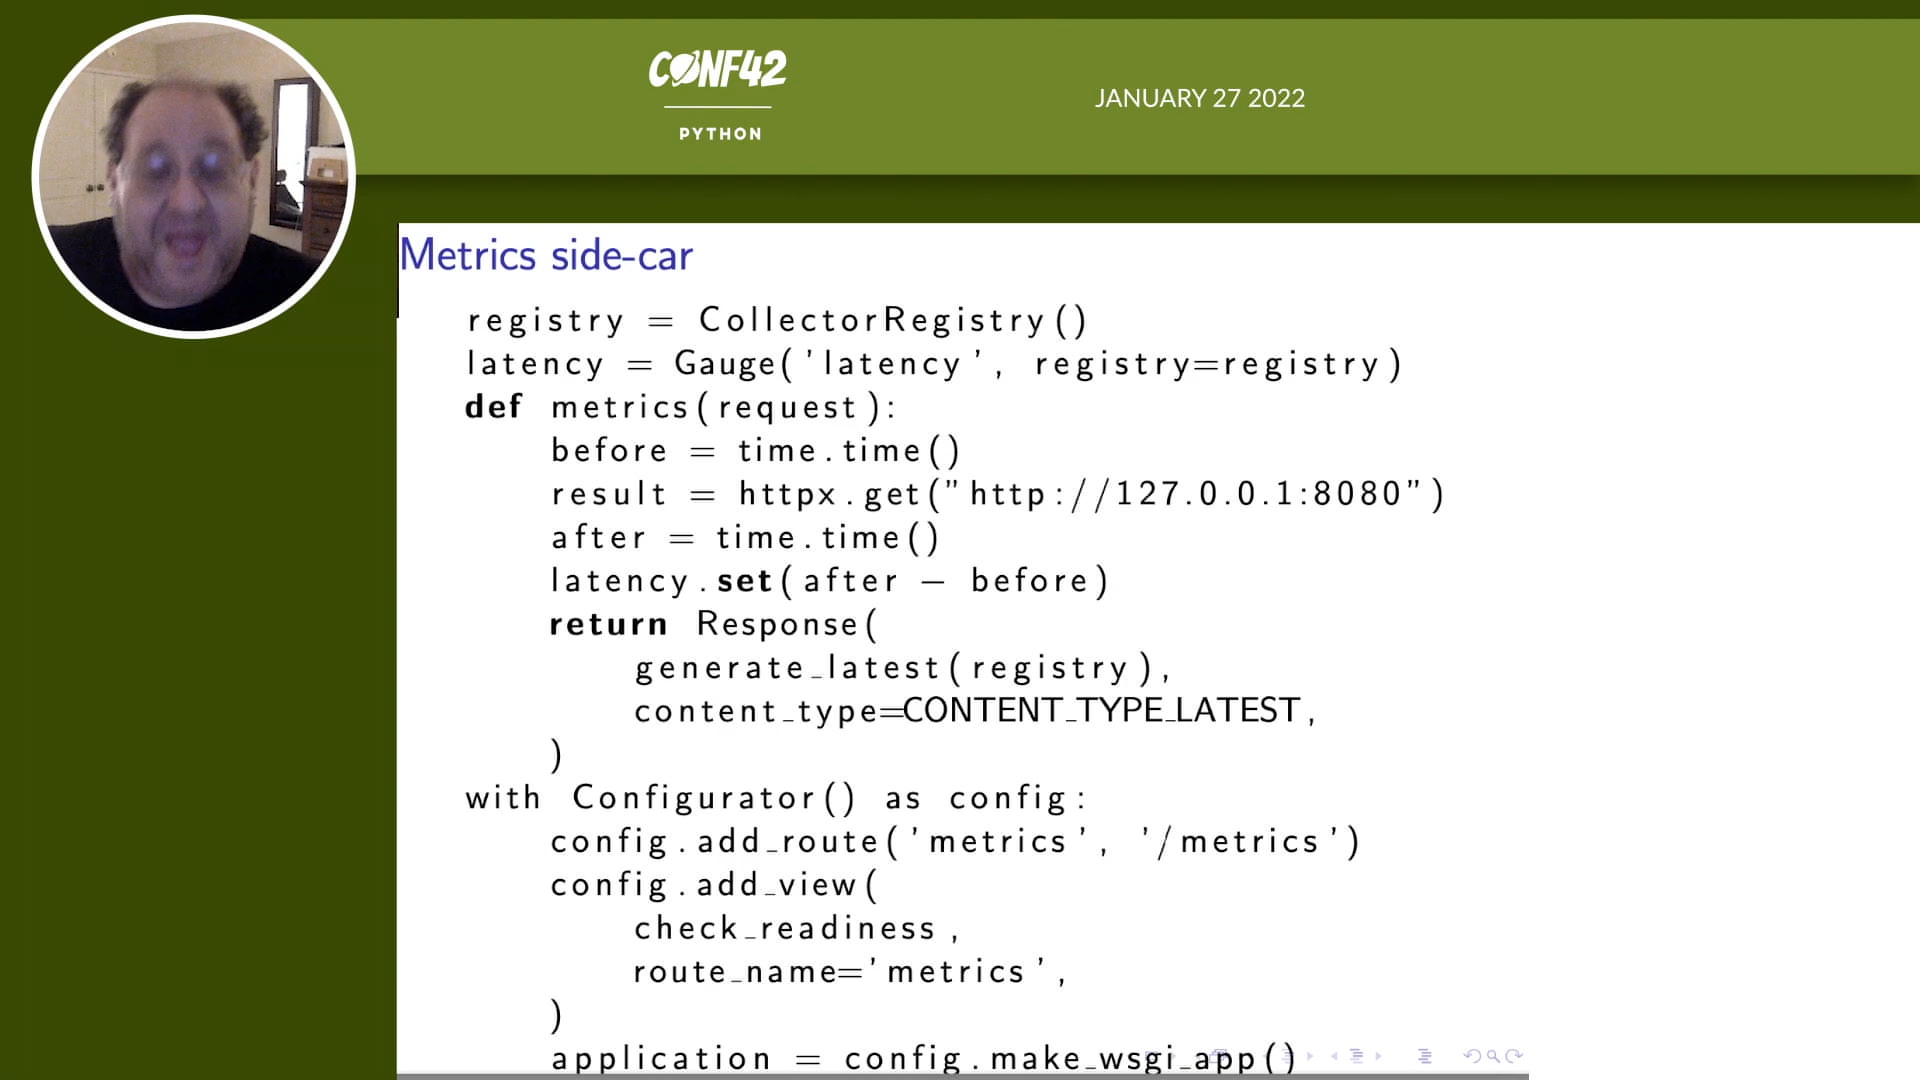 CONF42
PYTHON
JANUARY 27 2022
Metrics side-car
registry = CollectorRegistry()
latency = Gauge('latency', registry=registry)
def metrics(request):
    before = time.time()
    result = httpx.get("http://127.0.0.1:8080")
    after = time.time()
    latency.set(after − before)
    return Response(
        generate_latest(registry),
        content_type=CONTENT_TYPE_LATEST,
    )
with Configurator() as config:
    config.add_route('metrics', '/metrics')
    config.add_view(
        check_readiness,
        route_name='metrics',
    )
    application = config.make_wsgi_app()